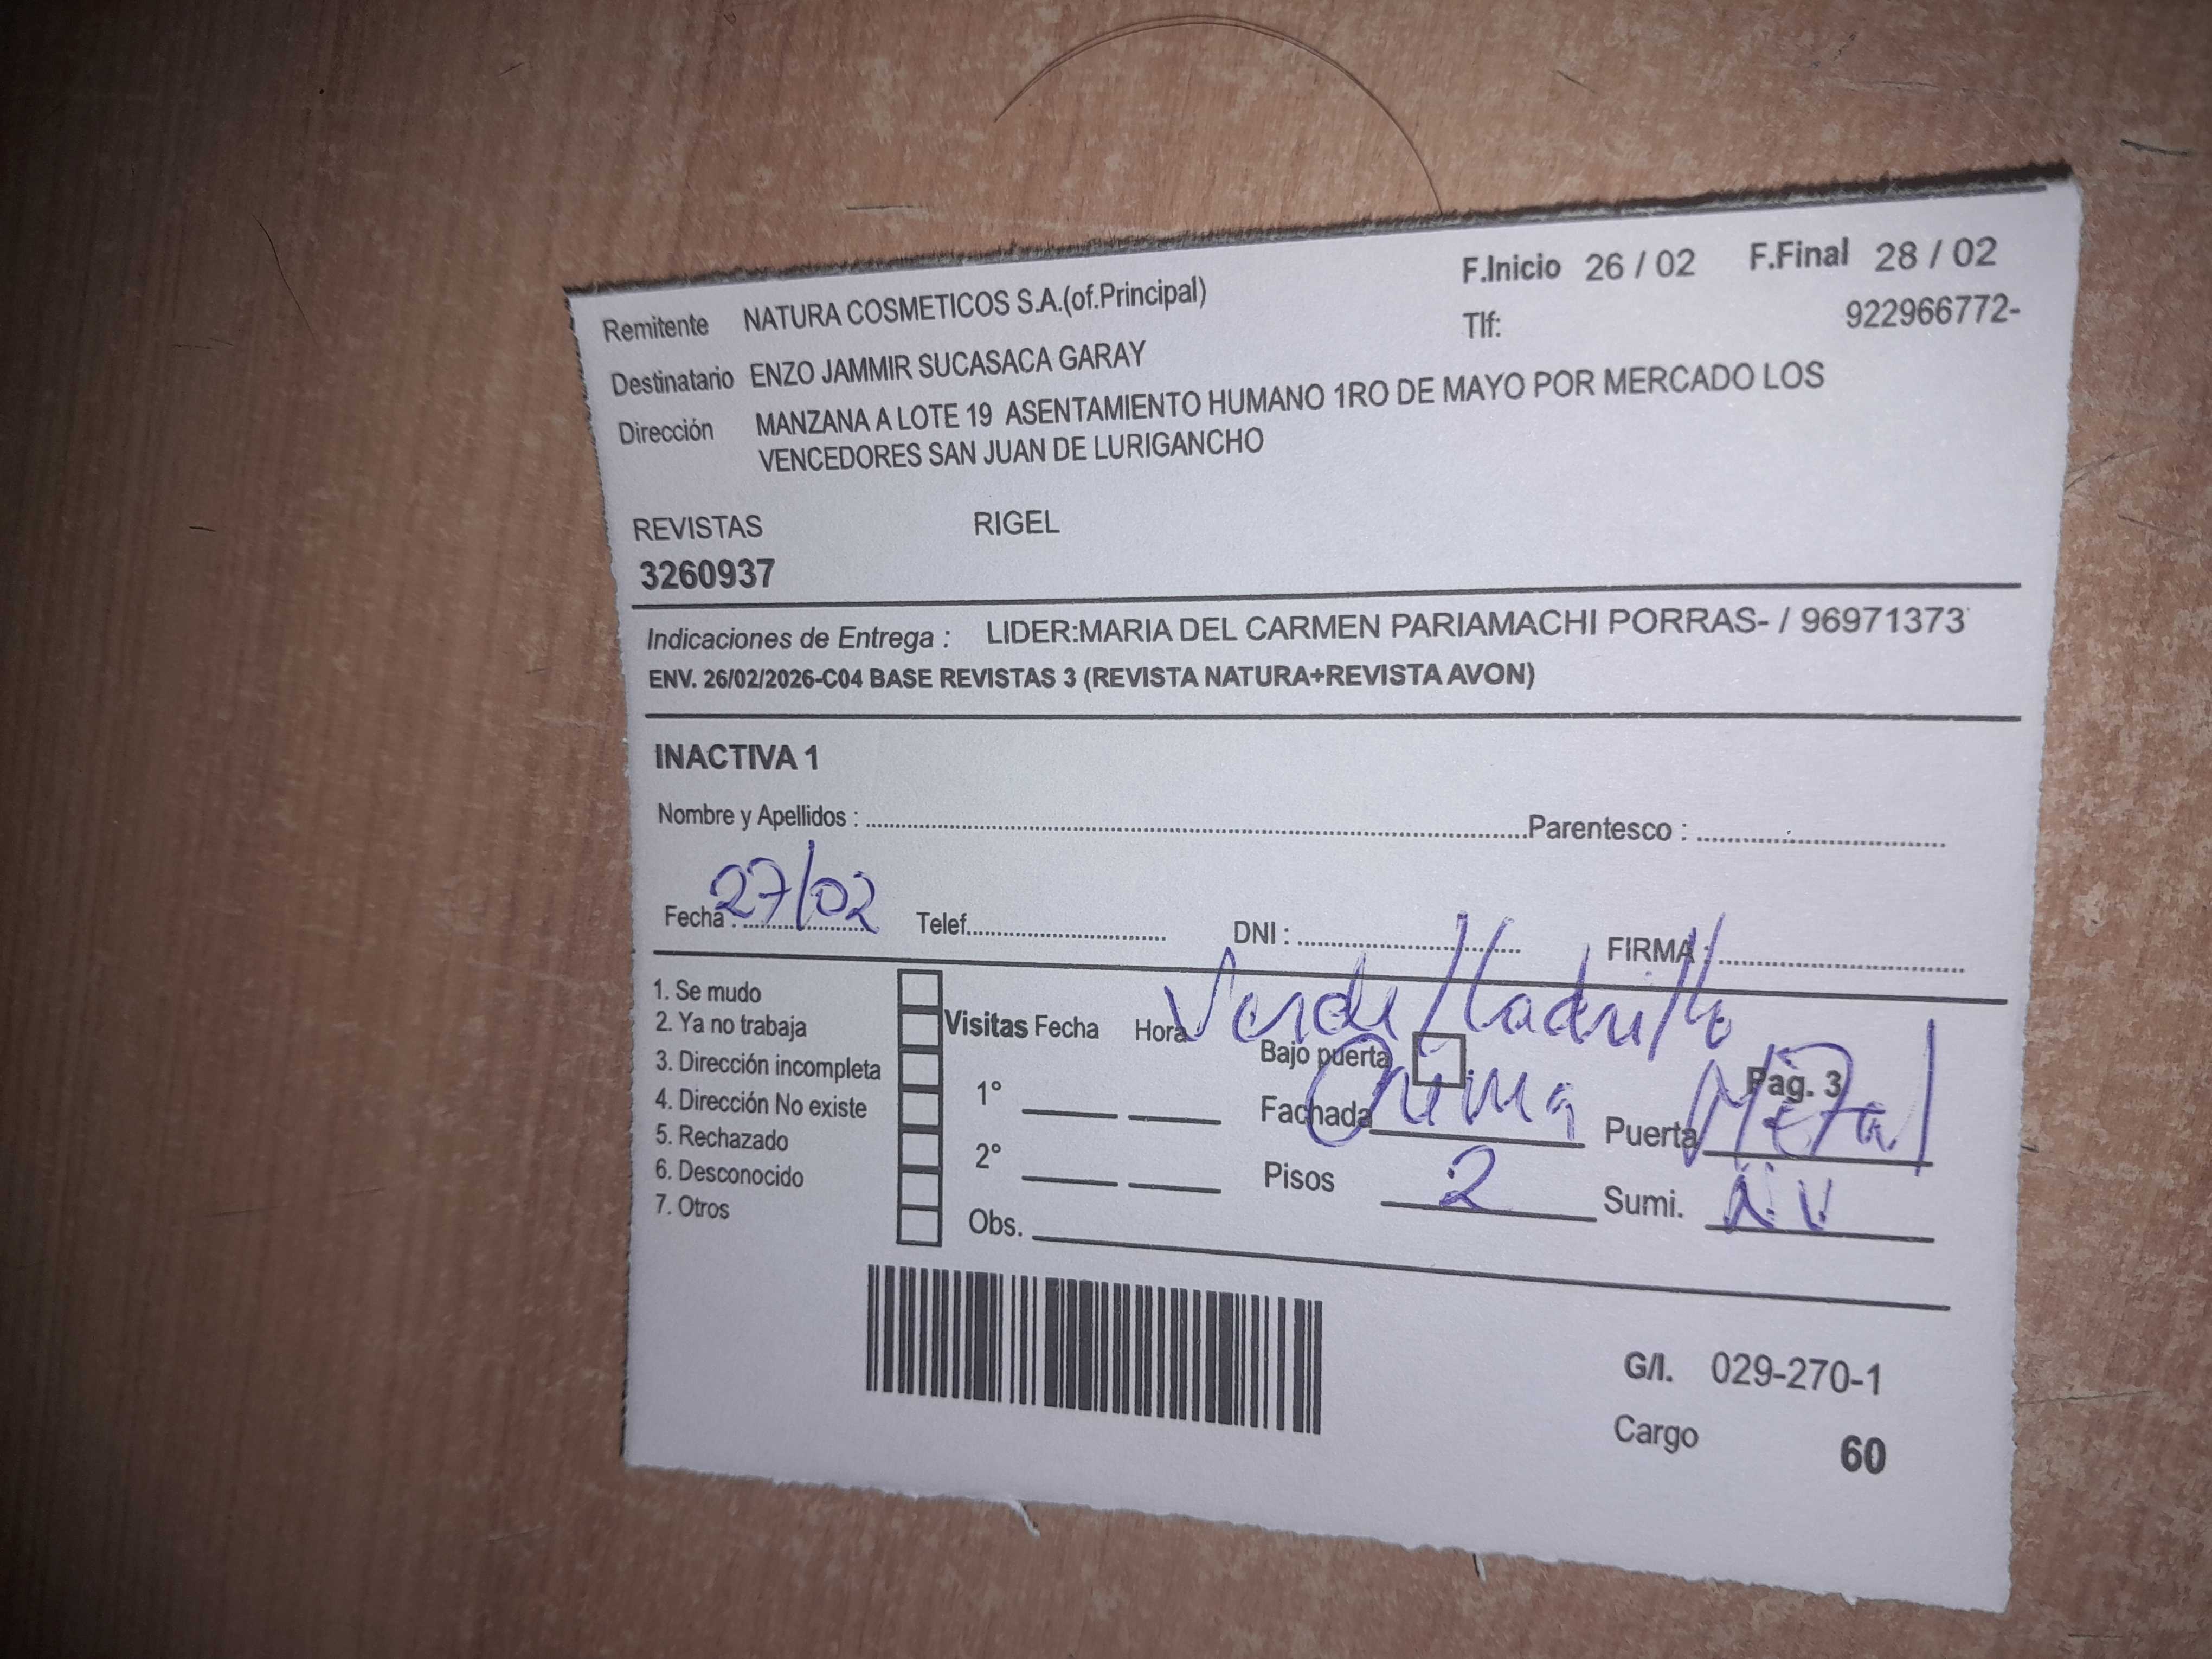 F.Inicio 26 / 02 F.Final 28 / 02
Remitente NATURA COSMETICOS S.A.(of.Principal) Tlf: 922966772-
Destinatario ENZO JAMMIR SUCASACA GARAY
Dirección MANZANA A LOTE 19 ASENTAMIENTO HUMANO 1RO DE MAYO POR MERCADO LOS
VENCEDORES SAN JUAN DE LURIGANCHO
REVISTAS RIGEL
3260937
Indicaciones de Entrega : LIDER:MARIA DEL CARMEN PARIAMACHI PORRAS- / 96971373
ENV. 26/02/2026-C04 BASE REVISTAS 3 (REVISTA NATURA+REVISTA AVON)
INACTIVA 1
Nombre y Apellidos : Parentesco :
Fecha : 27/02 Telef. DNI : FIRMA :
Verde/Ladrillo
1. Se mudo
2. Ya no trabaja
3. Dirección incompleta
4. Dirección No existe
5. Rechazado
6. Desconocido
7. Otros
Visitas Fecha Hora
1°
2°
Obs.
Bajo puerta Pag. 3
Fachada Crema Puerta Metal
Pisos 2 Sumi. N.V
G/I. 029-270-1
Cargo 60